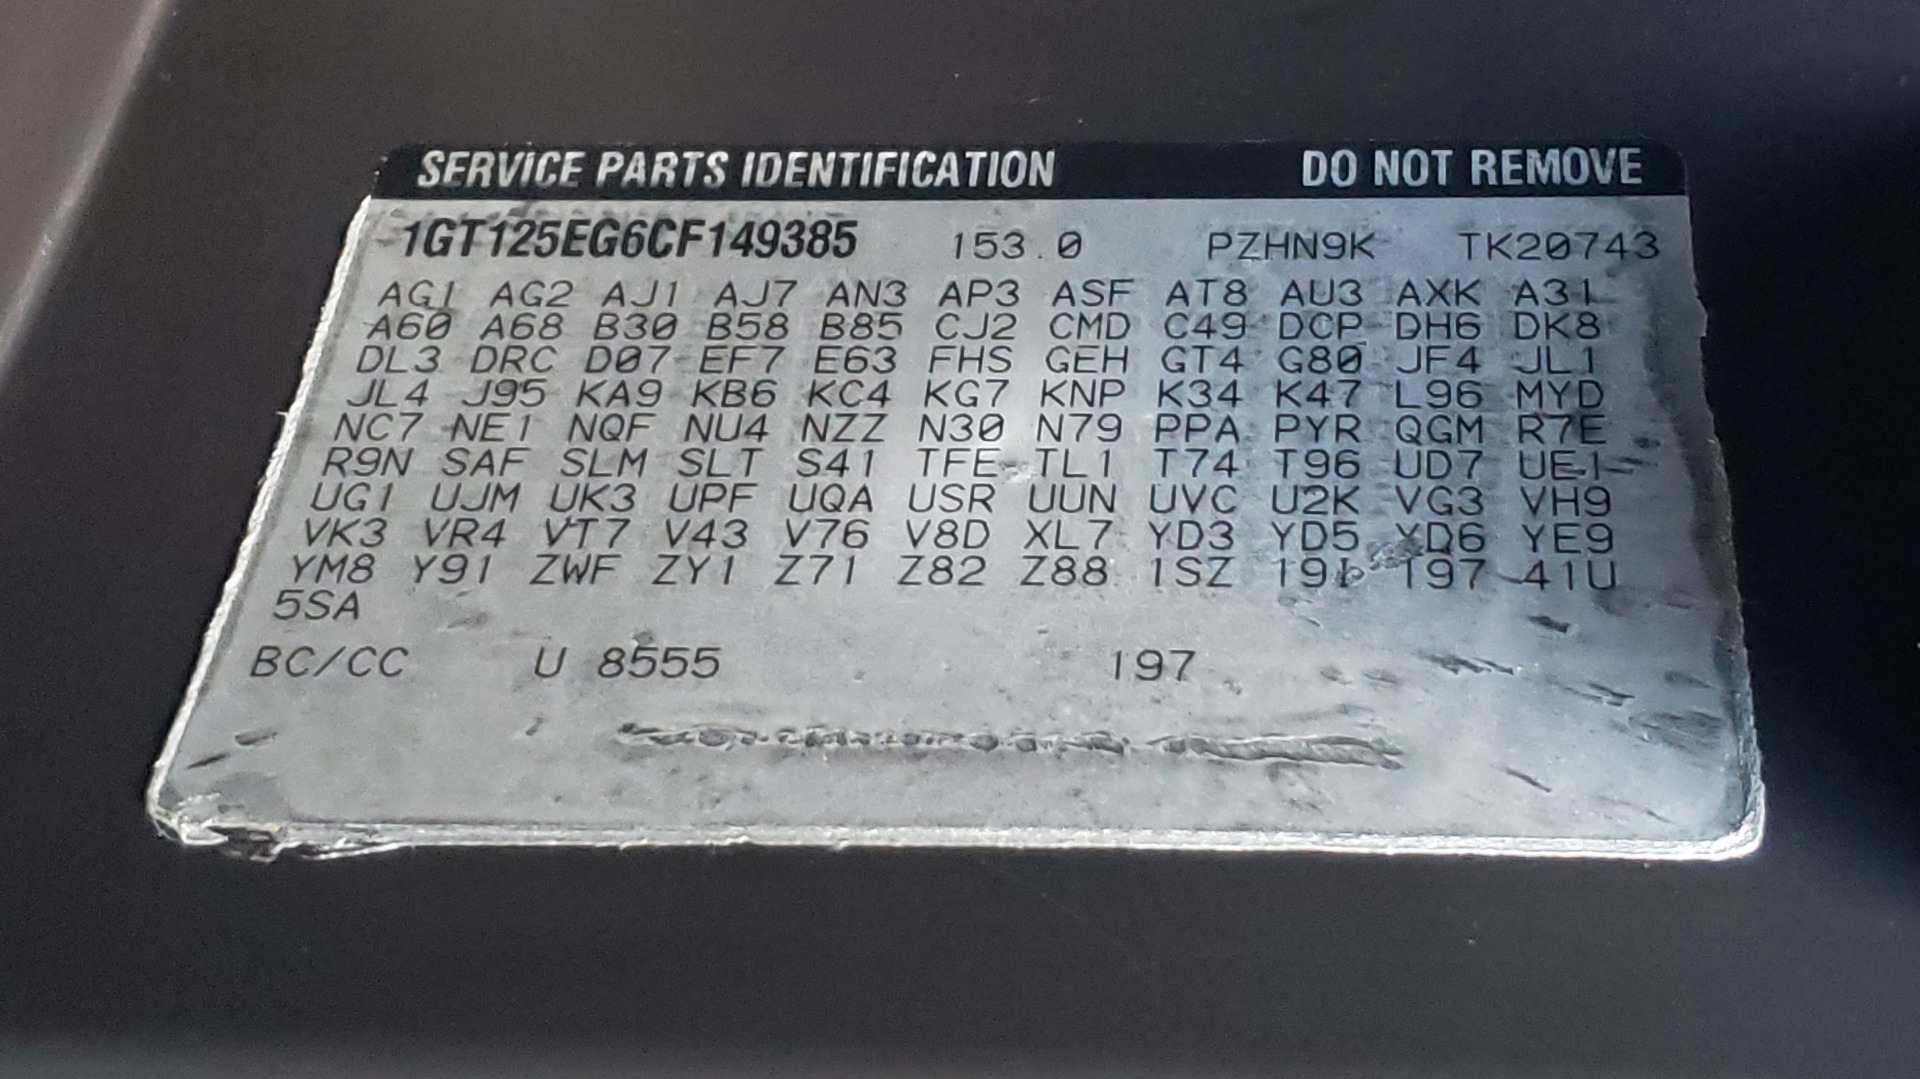 SERVICE PARTS IDENTIFICATION DO NOT REMOVE
1GT125EG6CF149385 153.0 PZHN9K TK20743
AG1 AG2 AJ1 AJ7 AN3 AP3 ASF AT8 AU3 AXK A31
A60 A68 B30 B58 B85 CJ2 CMD C49 DCP DH6 DK8
DL3 DRC D07 EF7 E63 FHS GEH GT4 G80 JF4 JL1
JL4 J95 KA9 KB6 KC4 KG7 KNP K34 K47 L96 MYD
NC7 NE1 NQF NU4 NZZ N30 N79 PPA PYR QGM R7E
R9N SAF SLM SLT S41 TFE TL1 T74 T96 UD7 UE1
UG1 UJM UK3 UPF UQA USR UUN UVC U2K VG3 VH9
VK3 VR4 VT7 V43 V76 V8D XL7 YD3 YD5 YD6 YE9
YM8 Y91 ZWF ZY1 Z71 Z82 Z88 1SZ 19I 197 41U
5SA
BC/CC U 8555 197